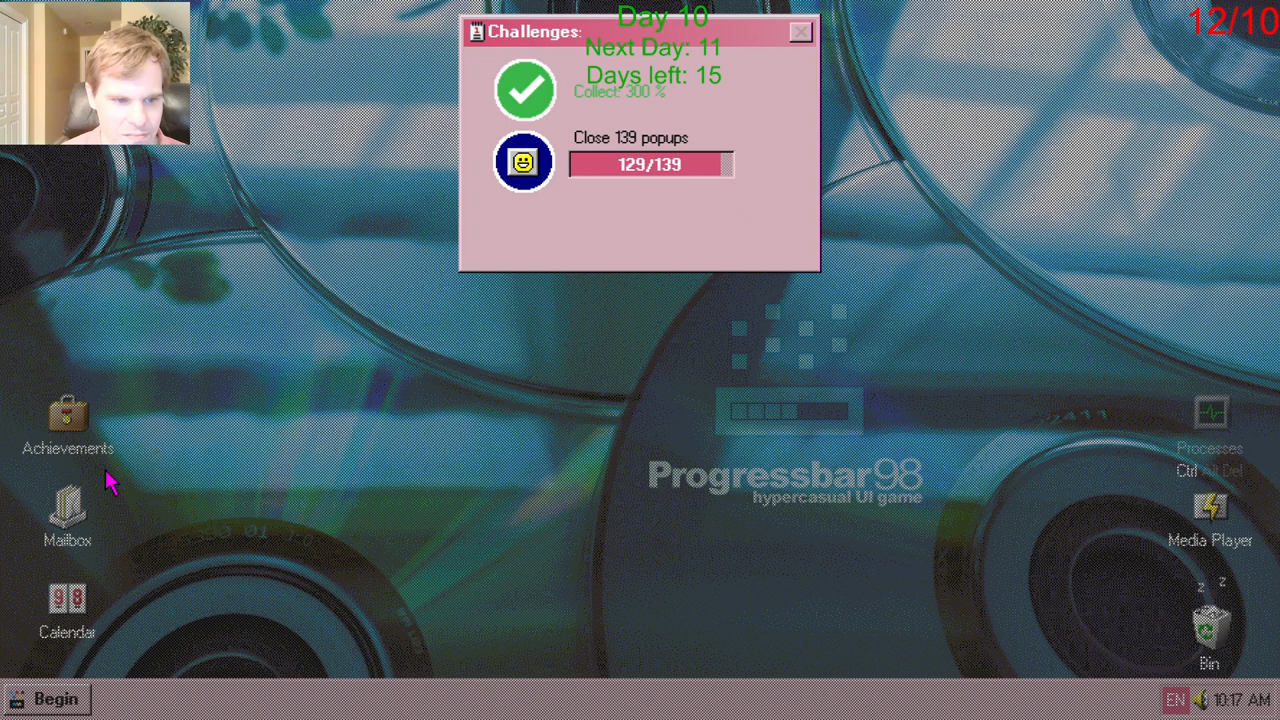 Day 10
12/10
Challenges:
Next Day: 11
Days left: 15
Collect: 300 %
Close 139 popups
129/139
Achievements
Mailbox
98
Calendar
Progressbar98
hypercasual UI game
Processes
Ctrl Alt Del
Media Player
z z
Bin
Begin
EN 10:17 AM